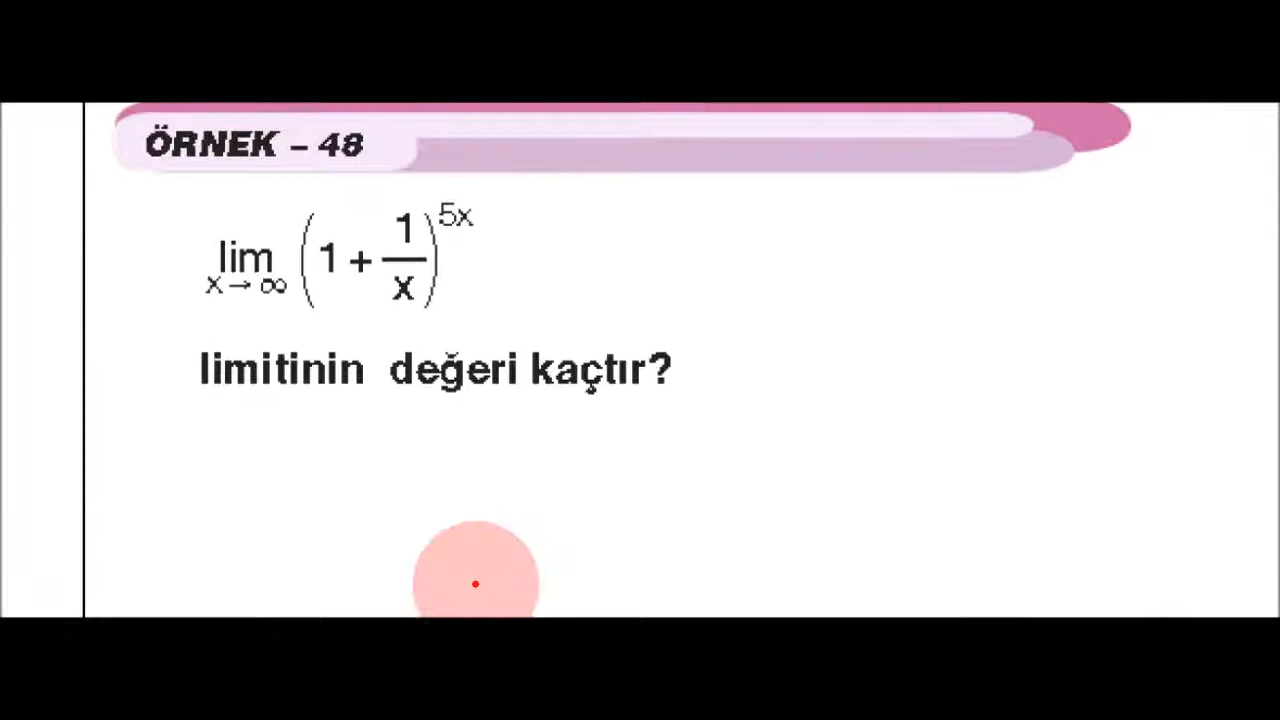 ÖRNEK – 48
lim x→∞ (1 + 1/x)^5x
limitinin değeri kaçtır?